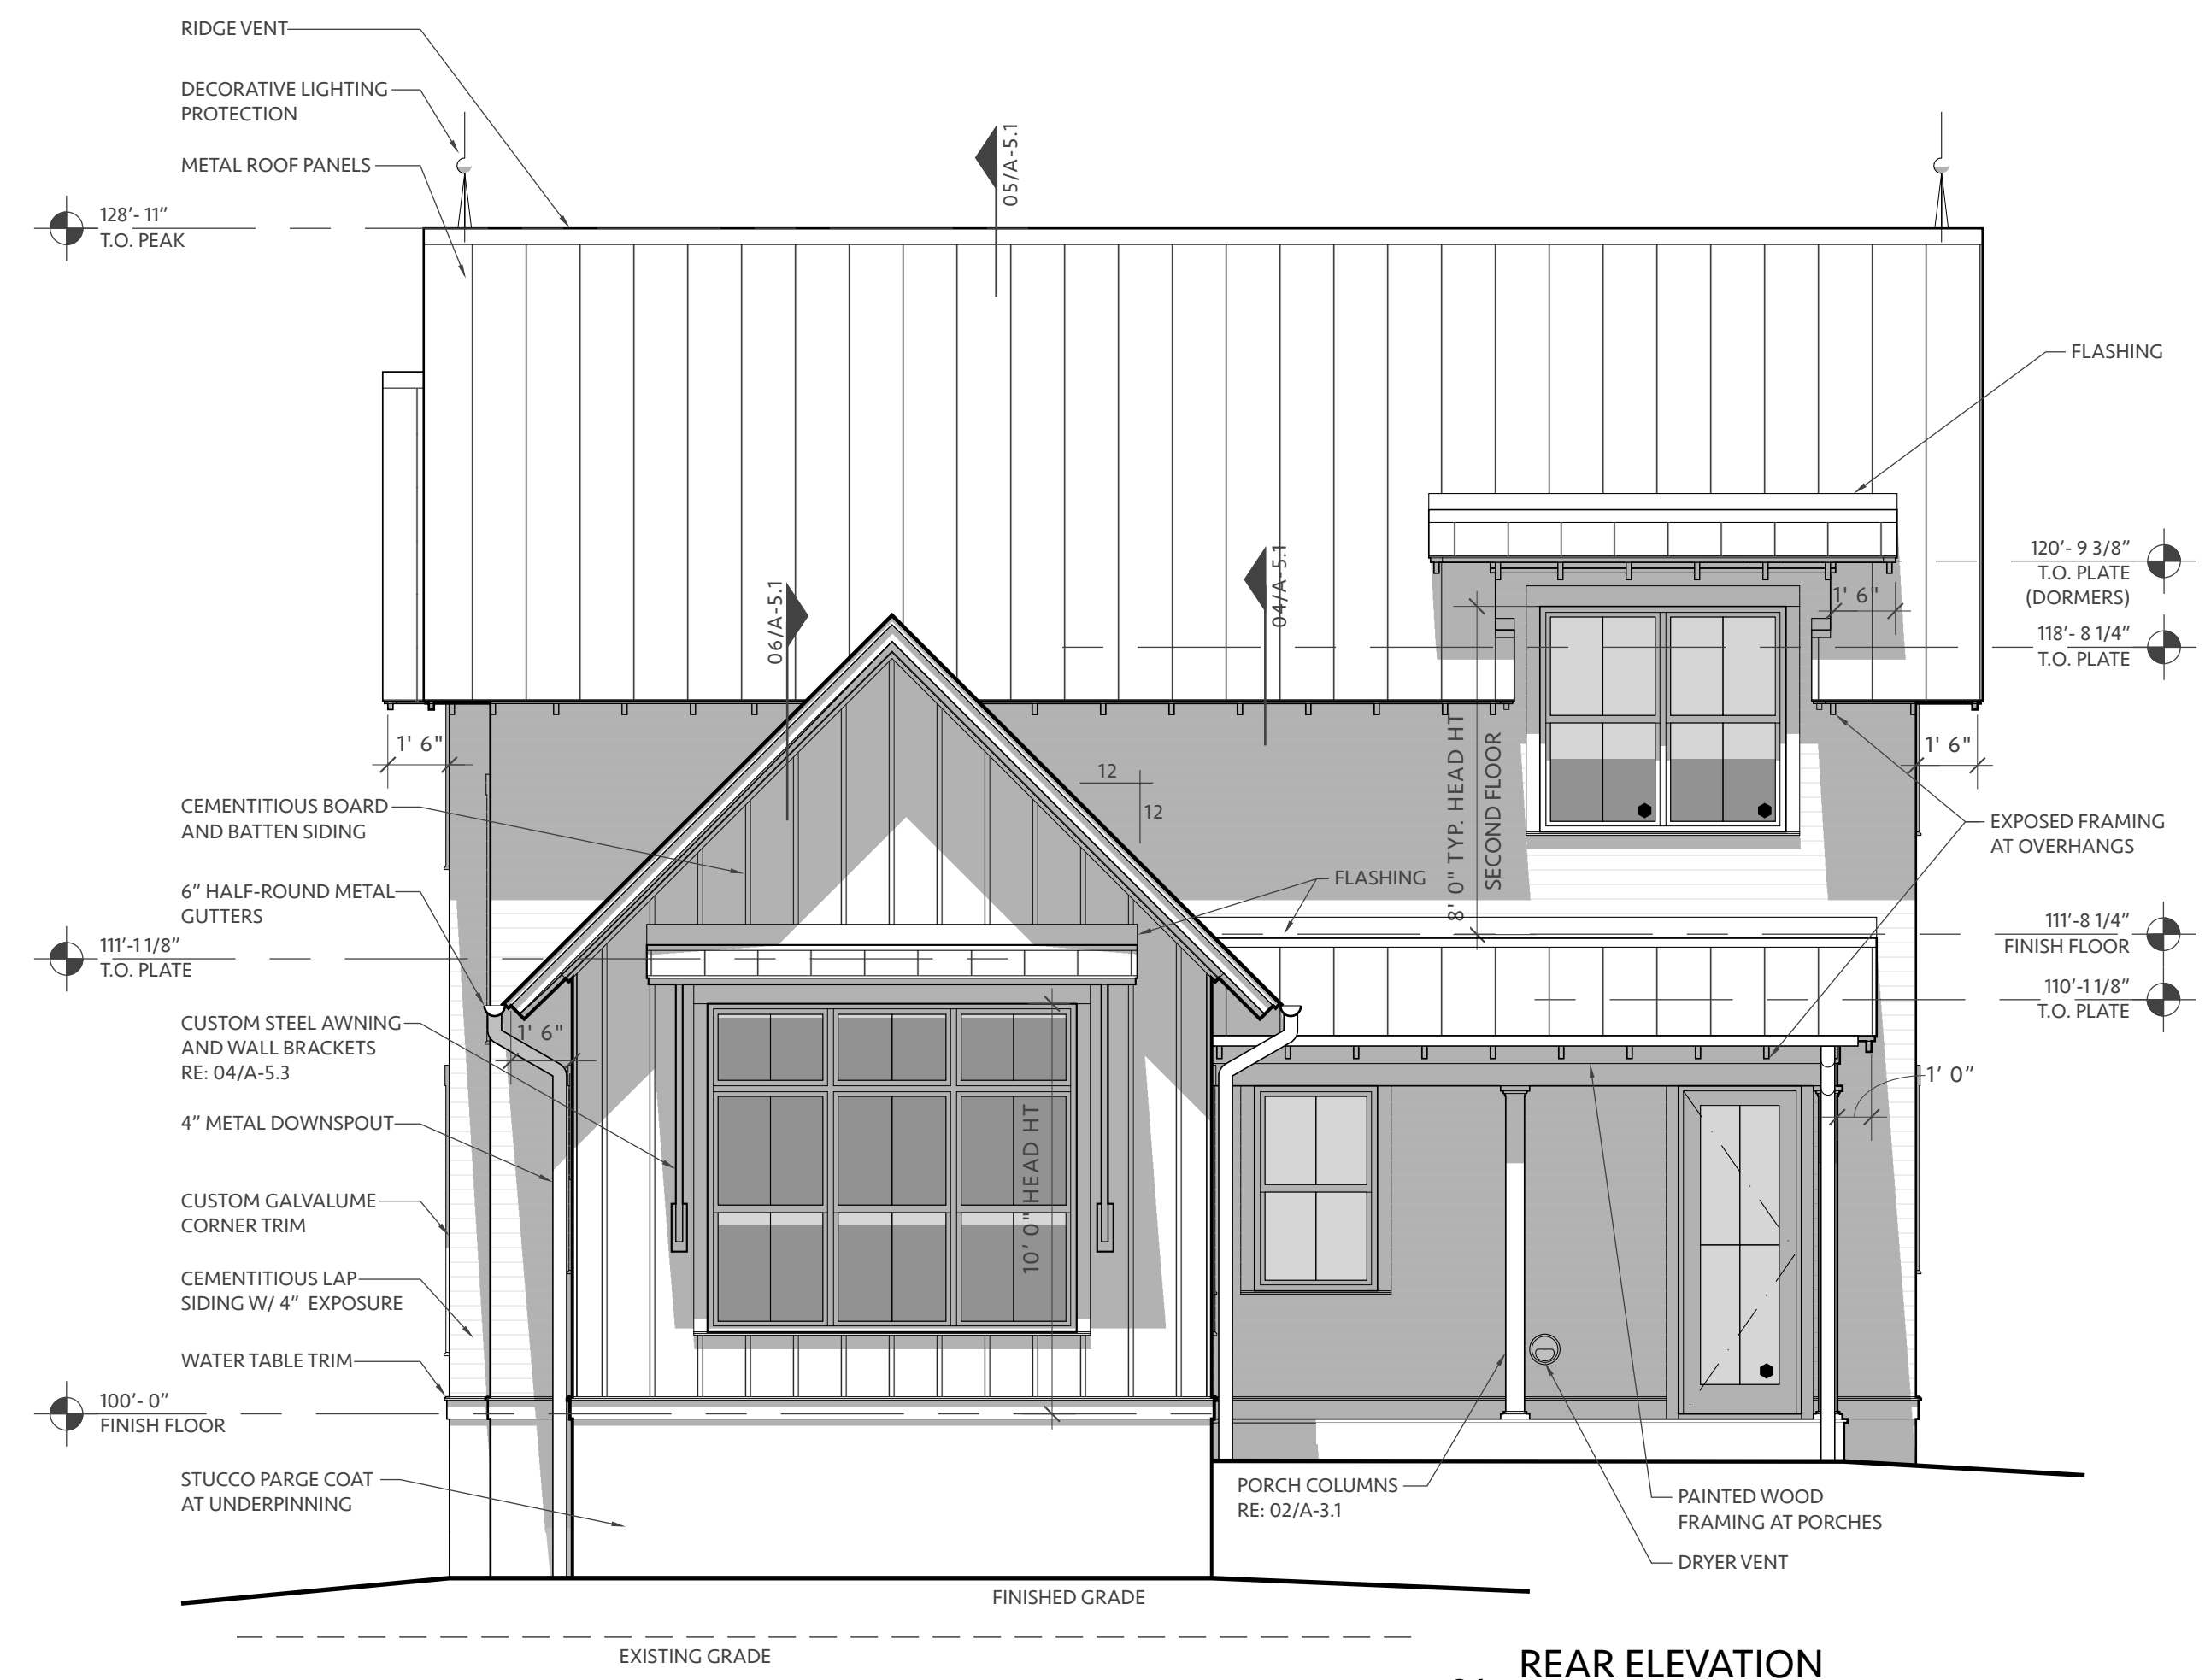 RIDGE VENT
DECORATIVE LIGHTING
PROTECTION
METAL ROOF PANELS
128'- 11"
T.O. PEAK
05/A-5.1
FLASHING
120'- 9 3/8"
T.O. PLATE
(DORMERS)
118'- 8 1/4"
T.O. PLATE
06/A-5.1
04/A-5.1
1' 6"
1' 6"
1' 6"
12
12
8' 0" TYP. HEAD HT
SECOND FLOOR
CEMENTITIOUS BOARD
AND BATTEN SIDING
EXPOSED FRAMING
AT OVERHANGS
6" HALF-ROUND METAL
GUTTERS
FLASHING
111'-1 1/8"
T.O. PLATE
111'-8 1/4"
FINISH FLOOR
110'-1 1/8"
T.O. PLATE
CUSTOM STEEL AWNING
AND WALL BRACKETS
RE: 04/A-5.3
1' 6"
1' 0"
4" METAL DOWNSPOUT
10' 0" HEAD HT
CUSTOM GALVALUME
CORNER TRIM
CEMENTITIOUS LAP
SIDING W/ 4" EXPOSURE
WATER TABLE TRIM
100'- 0"
FINISH FLOOR
STUCCO PARGE COAT
AT UNDERPINNING
PORCH COLUMNS
RE: 02/A-3.1
PAINTED WOOD
FRAMING AT PORCHES
DRYER VENT
FINISHED GRADE
EXISTING GRADE
REAR ELEVATION